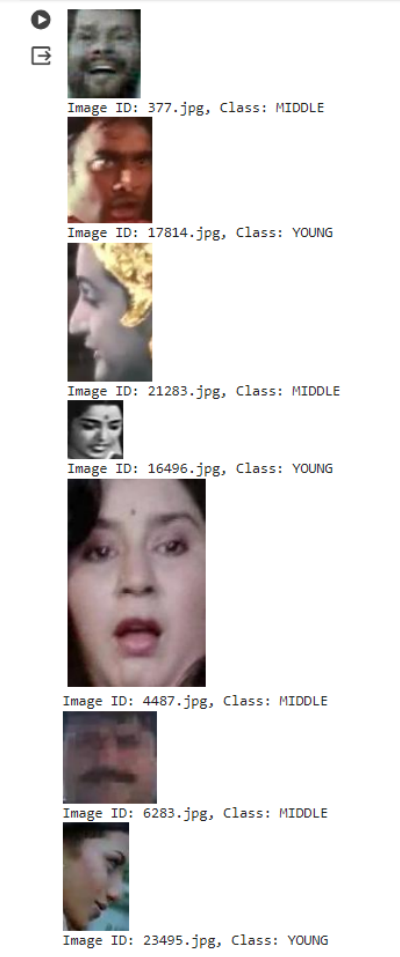 Image ID: 377.jpg, Class: MIDDLE
Image ID: 17814.jpg, Class: YOUNG
Image ID: 21283.jpg, Class: MIDDLE
Image ID: 16496.jpg, Class: YOUNG
Image ID: 4487.jpg, Class: MIDDLE
Image ID: 6283.jpg, Class: MIDDLE
Image ID: 23495.jpg, Class: YOUNG